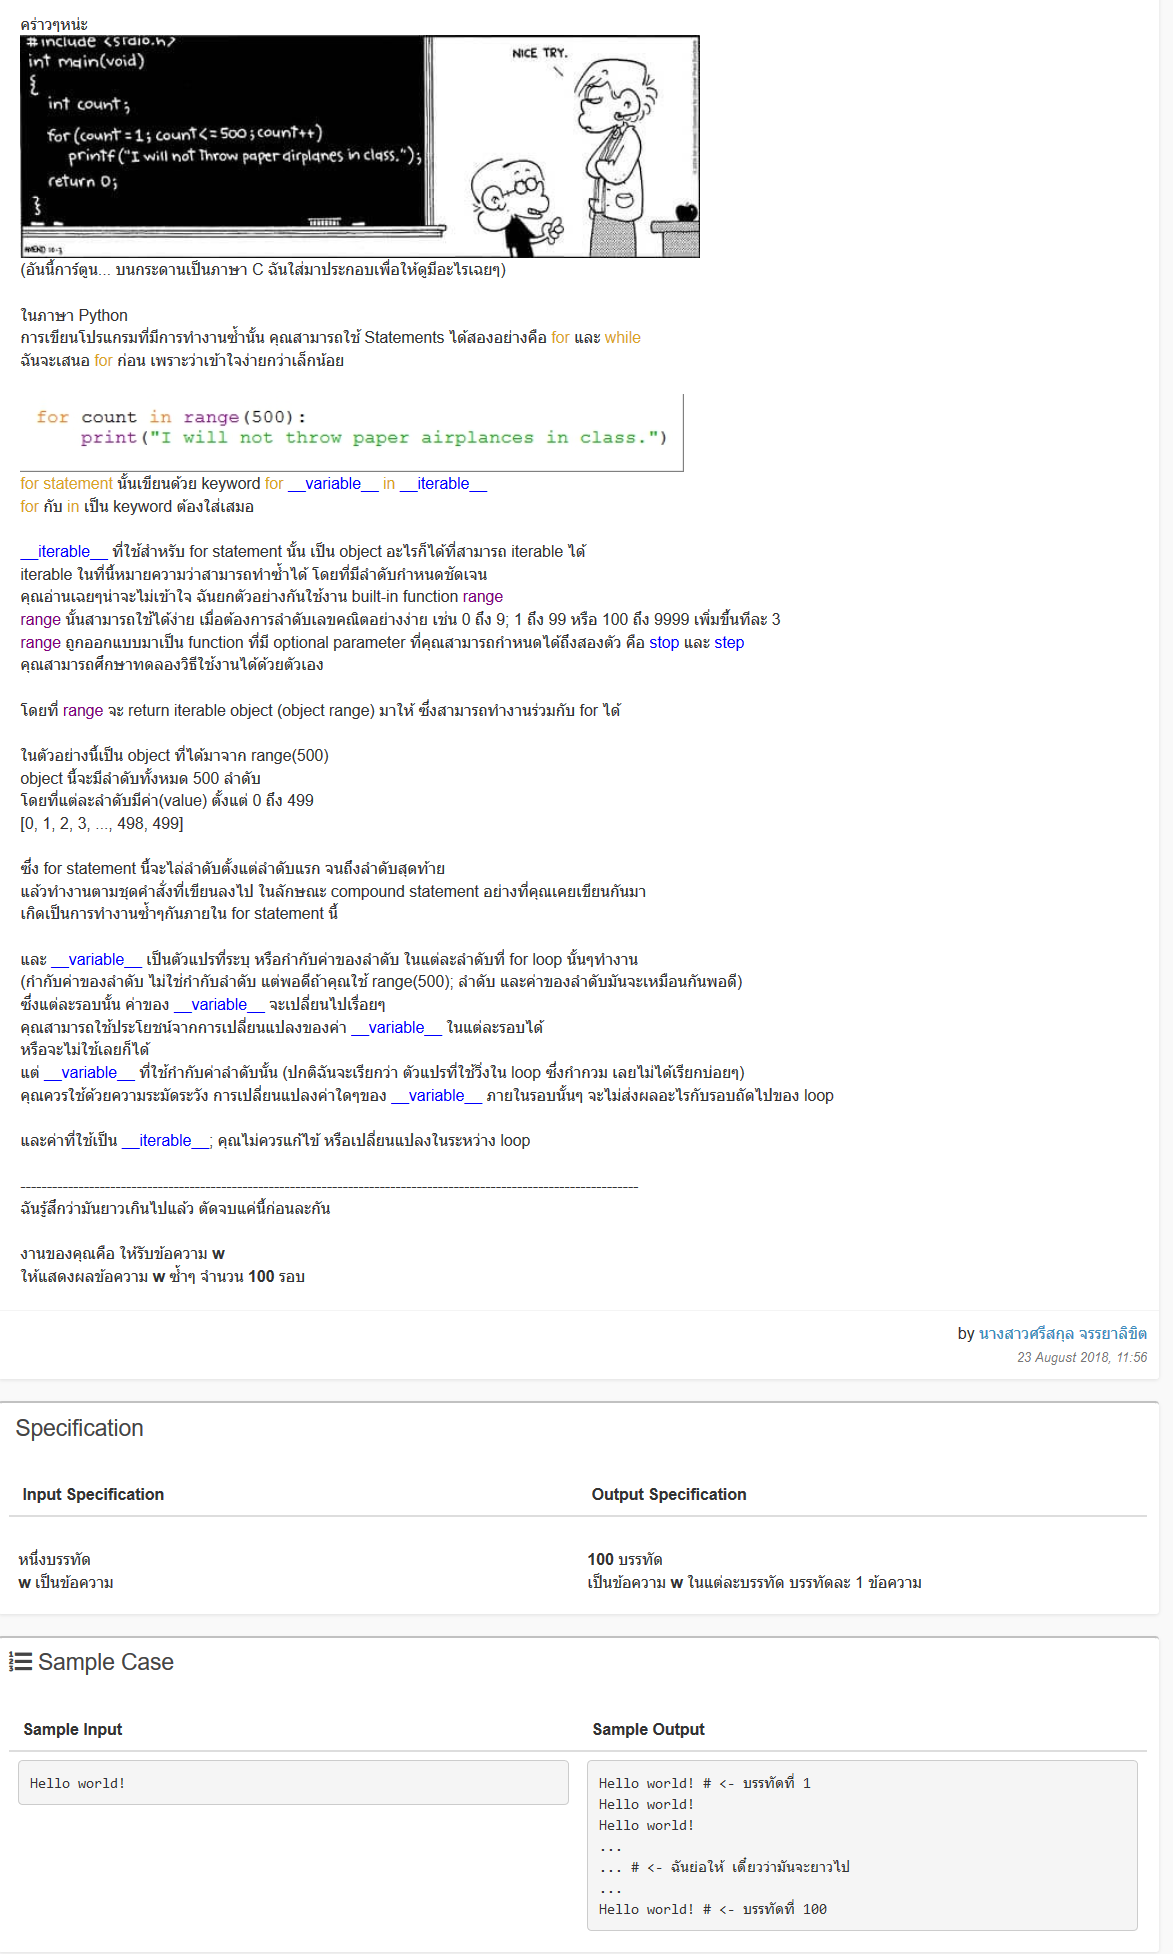 คร่าวๆหน่ะ
#include <stdio.h>
int main(void)
{
int count;
for(count=1;count<=500;count++)
printf("I will not Throw paper airplanes in class.");
return 0;
}
NICE TRY.
AMEND 10-3
(อันนี้การ์ตูน... บนกระดานเป็นภาษา C ฉันใส่มาประกอบเพื่อให้ดูมีอะไรเฉยๆ)
ในภาษา Python
การเขียนโปรแกรมที่มีการทำงานซ้ำนั้น คุณสามารถใช้ Statements ได้สองอย่างคือ for และ while
ฉันจะเสนอ for ก่อน เพราะว่าเข้าใจง่ายกว่าเล็กน้อย
for count in range(500):
print("I will not throw paper airplances in class.")
for statement นั้นเขียนด้วย keyword for __variable__ in __iterable__
for กับ in เป็น keyword ต้องใส่เสมอ
__iterable__ ที่ใช้สำหรับ for statement นั้น เป็น object อะไรก็ได้ที่สามารถ iterable ได้
iterable ในที่นี้หมายความว่าสามารถทำซ้ำได้ โดยที่มีลำดับกำหนดชัดเจน
คุณอ่านเฉยๆน่าจะไม่เข้าใจ ฉันยกตัวอย่างกันใช้งาน built-in function range
range นั้นสามารถใช้ได้ง่าย เมื่อต้องการลำดับเลขคณิตอย่างง่าย เช่น 0 ถึง 9; 1 ถึง 99 หรือ 100 ถึง 9999 เพิ่มขึ้นทีละ 3
range ถูกออกแบบมาเป็น function ที่มี optional parameter ที่คุณสามารถกำหนดได้ถึงสองตัว คือ stop และ step
คุณสามารถศึกษาทดลองวิธีใช้งานได้ด้วยตัวเอง
โดยที่ range จะ return iterable object (object range) มาให้ ซึ่งสามารถทำงานร่วมกับ for ได้
ในตัวอย่างนี้เป็น object ที่ได้มาจาก range(500)
object นี้จะมีลำดับทั้งหมด 500 ลำดับ
โดยที่แต่ละลำดับมีค่า(value) ตั้งแต่ 0 ถึง 499
[0, 1, 2, 3, ..., 498, 499]
ซึ่ง for statement นี้จะไล่ลำดับตั้งแต่ลำดับแรก จนถึงลำดับสุดท้าย
แล้วทำงานตามชุดคำสั่งที่เขียนลงไป ในลักษณะ compound statement อย่างที่คุณเคยเขียนกันมา
เกิดเป็นการทำงานซ้ำๆกันภายใน for statement นี้
และ __variable__ เป็นตัวแปรที่ระบุ หรือกำกับค่าของลำดับ ในแต่ละลำดับที่ for loop นั้นๆทำงาน
(กำกับค่าของลำดับ ไม่ใช่กำกับลำดับ แต่พอดีถ้าคุณใช้ range(500); ลำดับ และค่าของลำดับมันจะเหมือนกันพอดี)
ซึ่งแต่ละรอบนั้น ค่าของ __variable__ จะเปลี่ยนไปเรื่อยๆ
คุณสามารถใช้ประโยชน์จากการเปลี่ยนแปลงของค่า __variable__ ในแต่ละรอบได้
หรือจะไม่ใช้เลยก็ได้
แต่ __variable__ ที่ใช้กำกับค่าลำดับนั้น (ปกติฉันจะเรียกว่า ตัวแปรที่ใช้วิ่งใน loop ซึ่งกำกวม เลยไม่ได้เรียกบ่อยๆ)
คุณควรใช้ด้วยความระมัดระวัง การเปลี่ยนแปลงค่าใดๆของ __variable__ ภายในรอบนั้นๆ จะไม่ส่งผลอะไรกับรอบถัดไปของ loop
และค่าที่ใช้เป็น __iterable__; คุณไม่ควรแก้ไข หรือเปลี่ยนแปลงในระหว่าง loop
--------------------------------------------------------------------------------------------------------------------------
ฉันรู้สึกว่ามันยาวเกินไปแล้ว ตัดจบแค่นี้ก่อนละกัน
งานของคุณคือ ให้รับข้อความ w
ให้แสดงผลข้อความ w ซ้ำๆ จำนวน 100 รอบ
by นางสาวศรีสกุล จรรยาลิขิต
23 August 2018, 11:56
Specification
Input Specification
Output Specification
หนึ่งบรรทัด
w เป็นข้อความ
100 บรรทัด
เป็นข้อความ w ในแต่ละบรรทัด บรรทัดละ 1 ข้อความ
Sample Case
Sample Input
Sample Output
Hello world!
Hello world! # <- บรรทัดที่ 1
Hello world!
Hello world!
...
... # <- ฉันย่อให้ เดี๋ยวว่ามันจะยาวไป
...
Hello world! # <- บรรทัดที่ 100